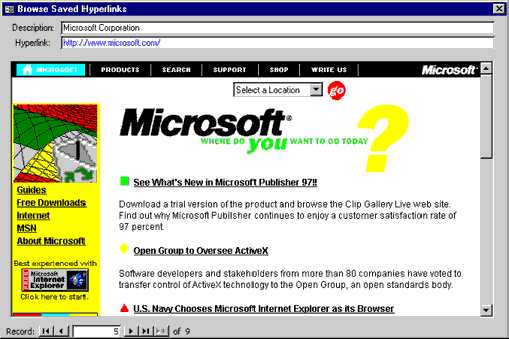 Browse Saved Hyperlinks
Description: Microsoft Corporation
Hyperlink: http://www.microsoft.com/
MICROSOFT PRODUCTS SEARCH SUPPORT SHOP WRITE US Microsoft
Select a Location go
Microsoft®
WHERE DO you WANT TO GO TODAY ?
See What's New in Microsoft Publisher 97!!
Download a trial version of the product and browse the Clip Gallery Live web site.
Find out why Microsoft Publisher continues to enjoy a customer satisfaction rate of
97 percent.
Open Group to Oversee ActiveX
Software developers and stakeholders from more than 80 companies have voted to
transfer control of ActiveX technology to the Open Group, an open standards body.
U.S. Navy Chooses Microsoft Internet Explorer as its Browser
Guides
Free Downloads
Internet
MSN
About Microsoft
Best experienced with
Microsoft
Internet
Explorer
Click here to start.
Record: 5 of 9